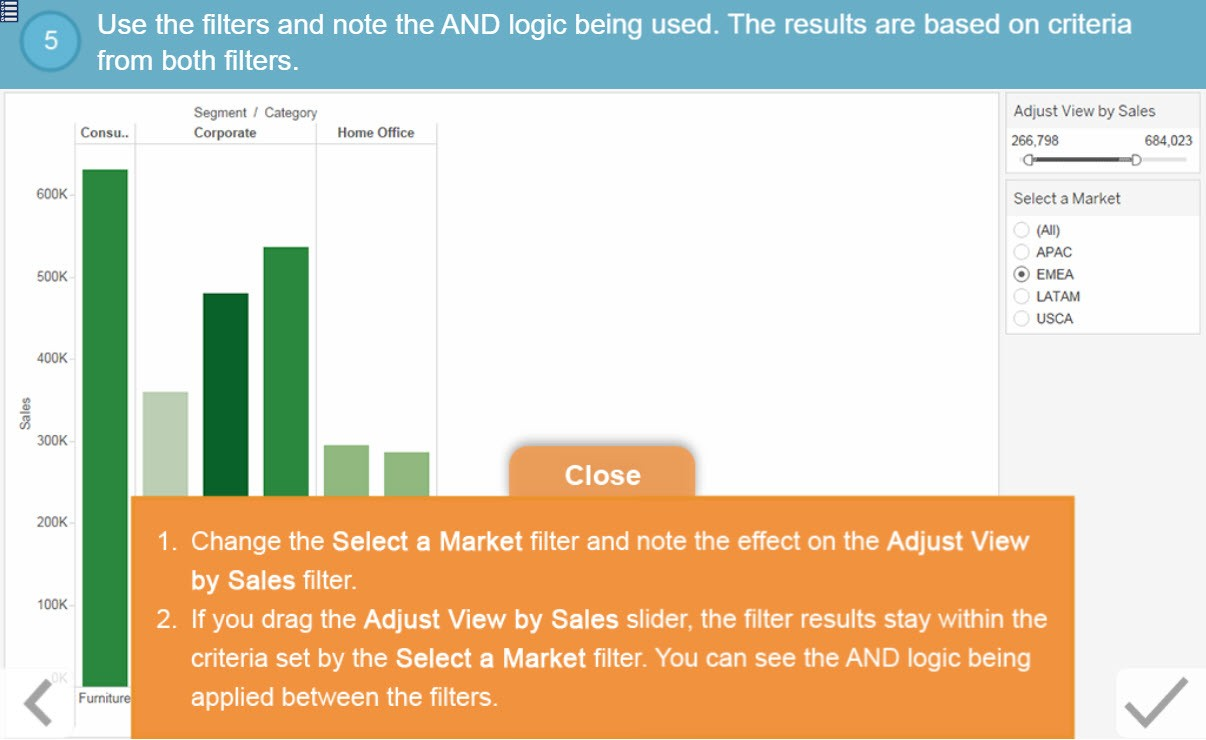 5
Use the filters and note the AND logic being used. The results are based on criteria
from both filters.
Segment / Category
Consu..
Corporate
Home Office
Adjust View by Sales
266,798
684,023
Select a Market
(All)
APAC
EMEA
LATAM
USCA
600K
500K
400K
300K
200K
100K
0K
Sales
Furniture
Close
1. Change the Select a Market filter and note the effect on the Adjust View
by Sales filter.
2. If you drag the Adjust View by Sales slider, the filter results stay within the
criteria set by the Select a Market filter. You can see the AND logic being
applied between the filters.